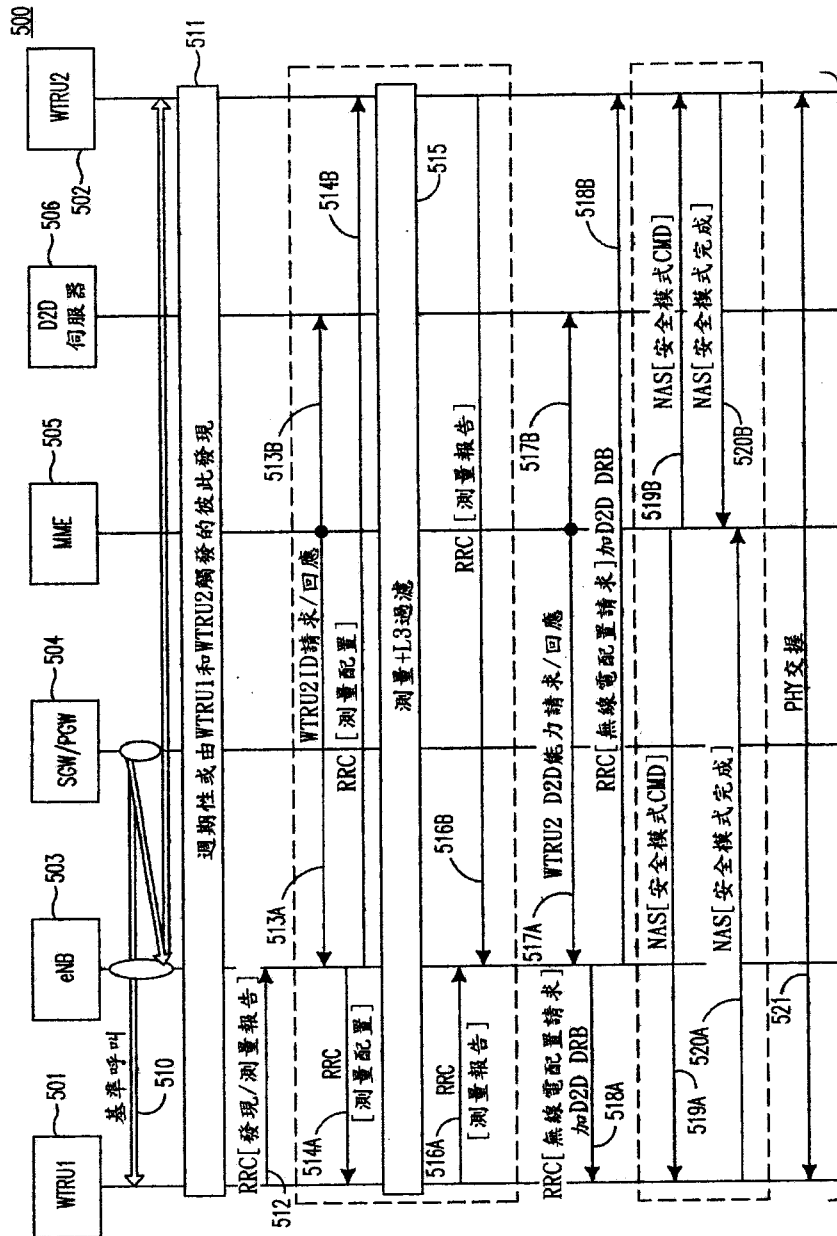 500
WTRU1
501
eNB
503
SGW/PGW
504
MME
505
D2D
伺服器
506
WTRU2
502
基準呼叫
510
週期性或由WTRU1和WTRU2觸發的彼此發現
511
RRC[發現/測量報告]
512
513A
WTRU2ID請求/回應
513B
RRC
[測量配置]
514A
RRC [測量配置]
514B
測量+L3過濾
515
RRC
[測量報告]
516A
516B
RRC [測量報告]
517A
WTRU2 D2D能力請求/回應
517B
RRC[無線電配置請求]
加D2D DRB
518A
RRC[無線電配置請求]加D2D DRB
518B
519A
NAS[安全模式CMD]
519B
NAS[安全模式CMD]
520A
NAS[安全模式完成]
520B
NAS[安全模式完成]
521
PHY交握